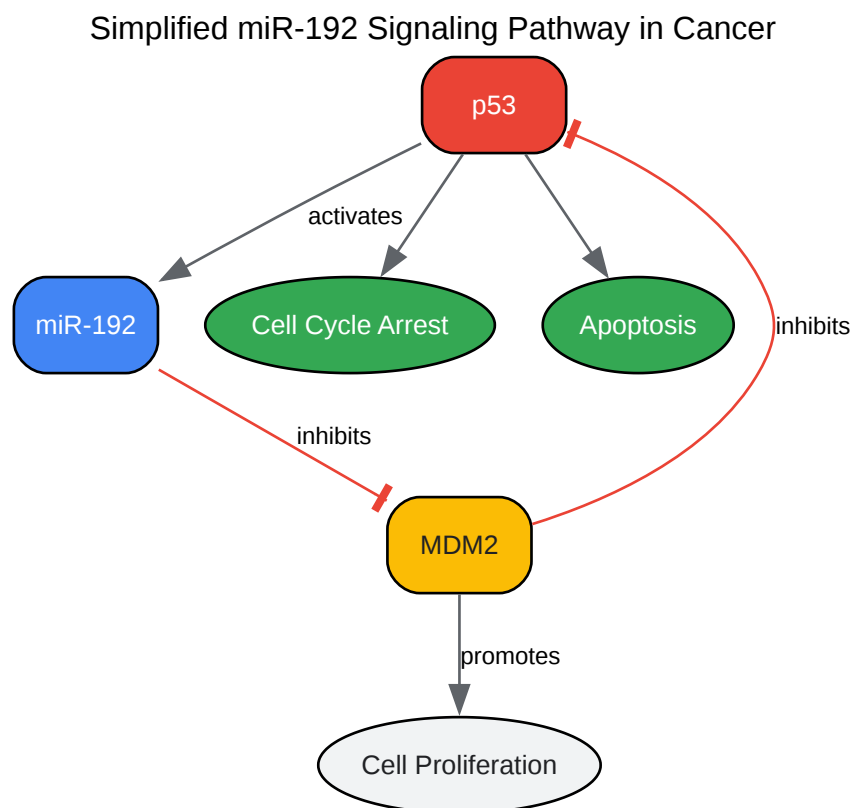 Simplified miR-192 Signaling Pathway in Cancer
p53
activates
miR-192
Cell Cycle Arrest
Apoptosis
inhibits
inhibits
MDM2
promotes
Cell Proliferation